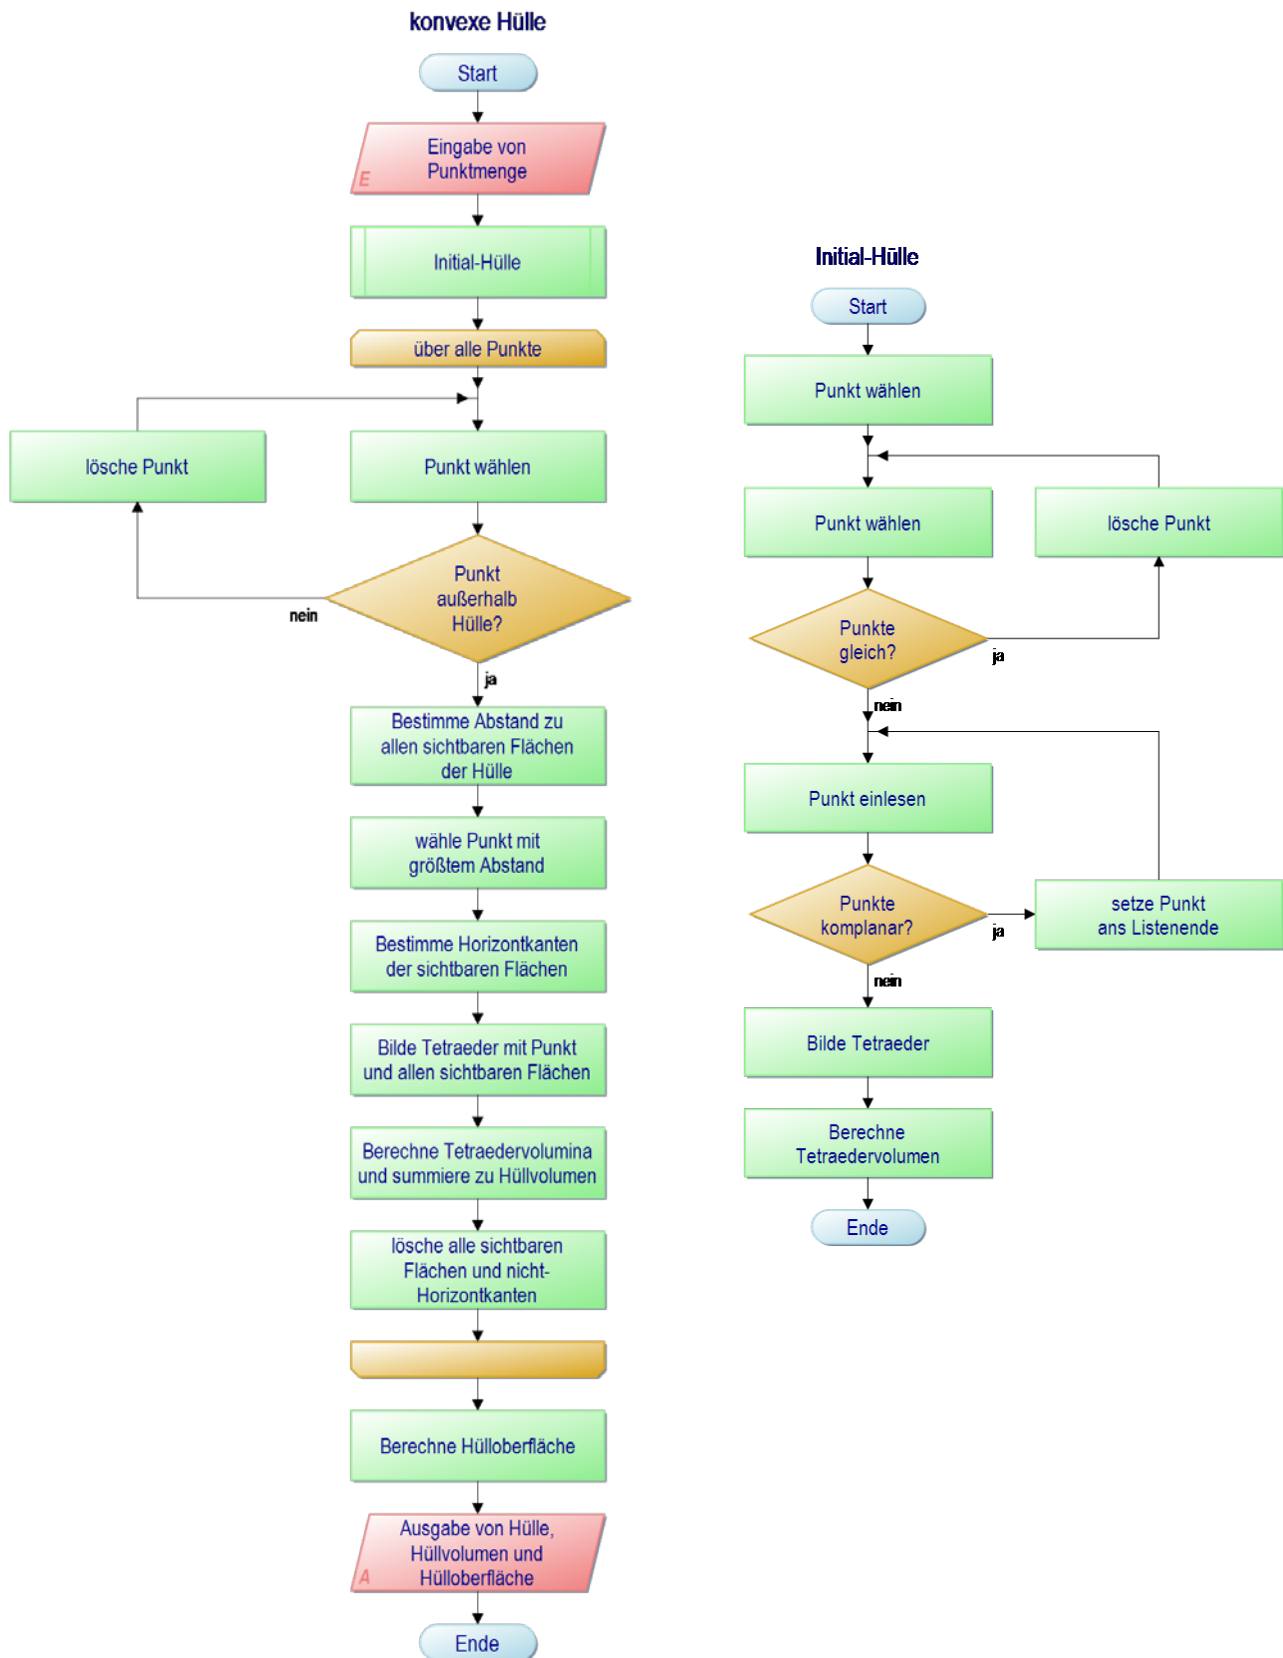 konvexe Hülle
Start
Eingabe von
Punktmenge
E
Initial-Hülle
über alle Punkte
lösche Punkt
Punkt wählen
Punkt
außerhalb
Hülle?
nein
ja
Bestimme Abstand zu
allen sichtbaren Flächen
der Hülle
wähle Punkt mit
größtem Abstand
Bestimme Horizontkanten
der sichtbaren Flächen
Bilde Tetraeder mit Punkt
und allen sichtbaren Flächen
Berechne Tetraedervolumina
und summiere zu Hüllvolumen
lösche alle sichtbaren
Flächen und nicht-
Horizontkanten
Berechne Hülloberfläche
Ausgabe von Hülle,
Hüllvolumen und
Hülloberfläche
A
Ende
Initial-Hülle
Start
Punkt wählen
Punkt wählen
lösche Punkt
Punkte
gleich?
ja
nein
Punkt einlesen
Punkte
komplanar?
ja
setze Punkt
ans Listenende
nein
Bilde Tetraeder
Berechne
Tetraedervolumen
Ende